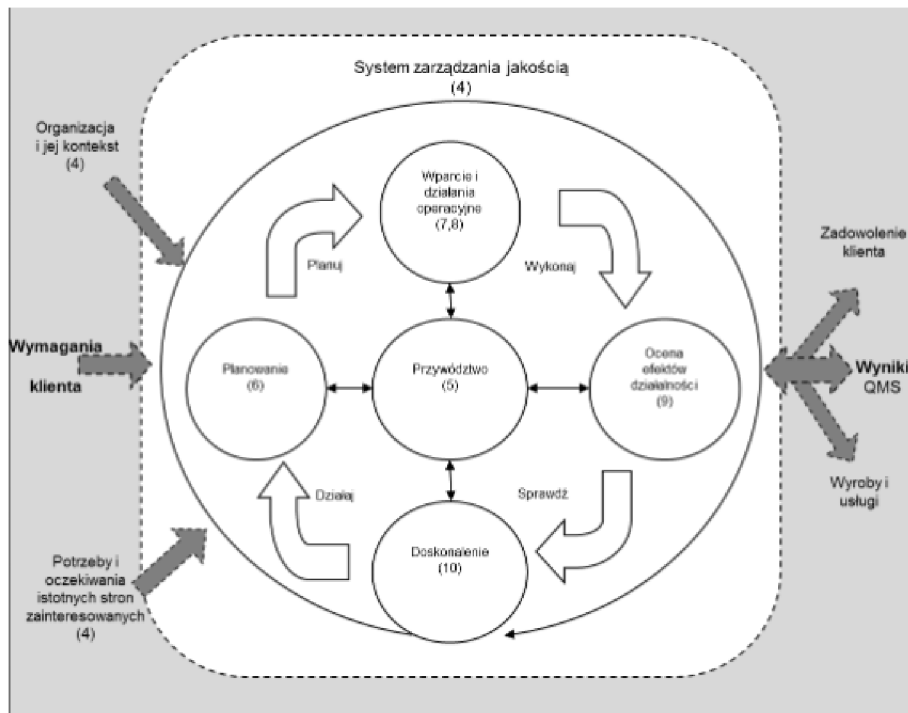 System zarządzania jakością
(4)
Organizacja
i jej kontekst
(4)
Wparcie i
działania
operacyjne
(7,8)
Planuj
Wykonaj
Zadowolenie
klienta
Wymagania
klienta
Planowanie
(6)
Przywództwo
(5)
Ocena
efektów
działalności
(9)
Wyniki
QMS
Działaj
Sprawdź
Wyroby i
usługi
Doskonalenie
(10)
Potrzeby i
oczekiwania
istotnych stron
zainteresowanych
(4)